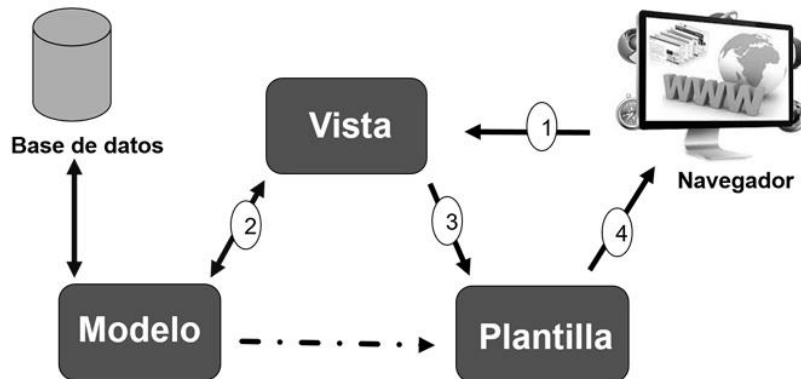 Base de datos
Vista
1
WWW
Navegador
2
3
4
Modelo
Plantilla